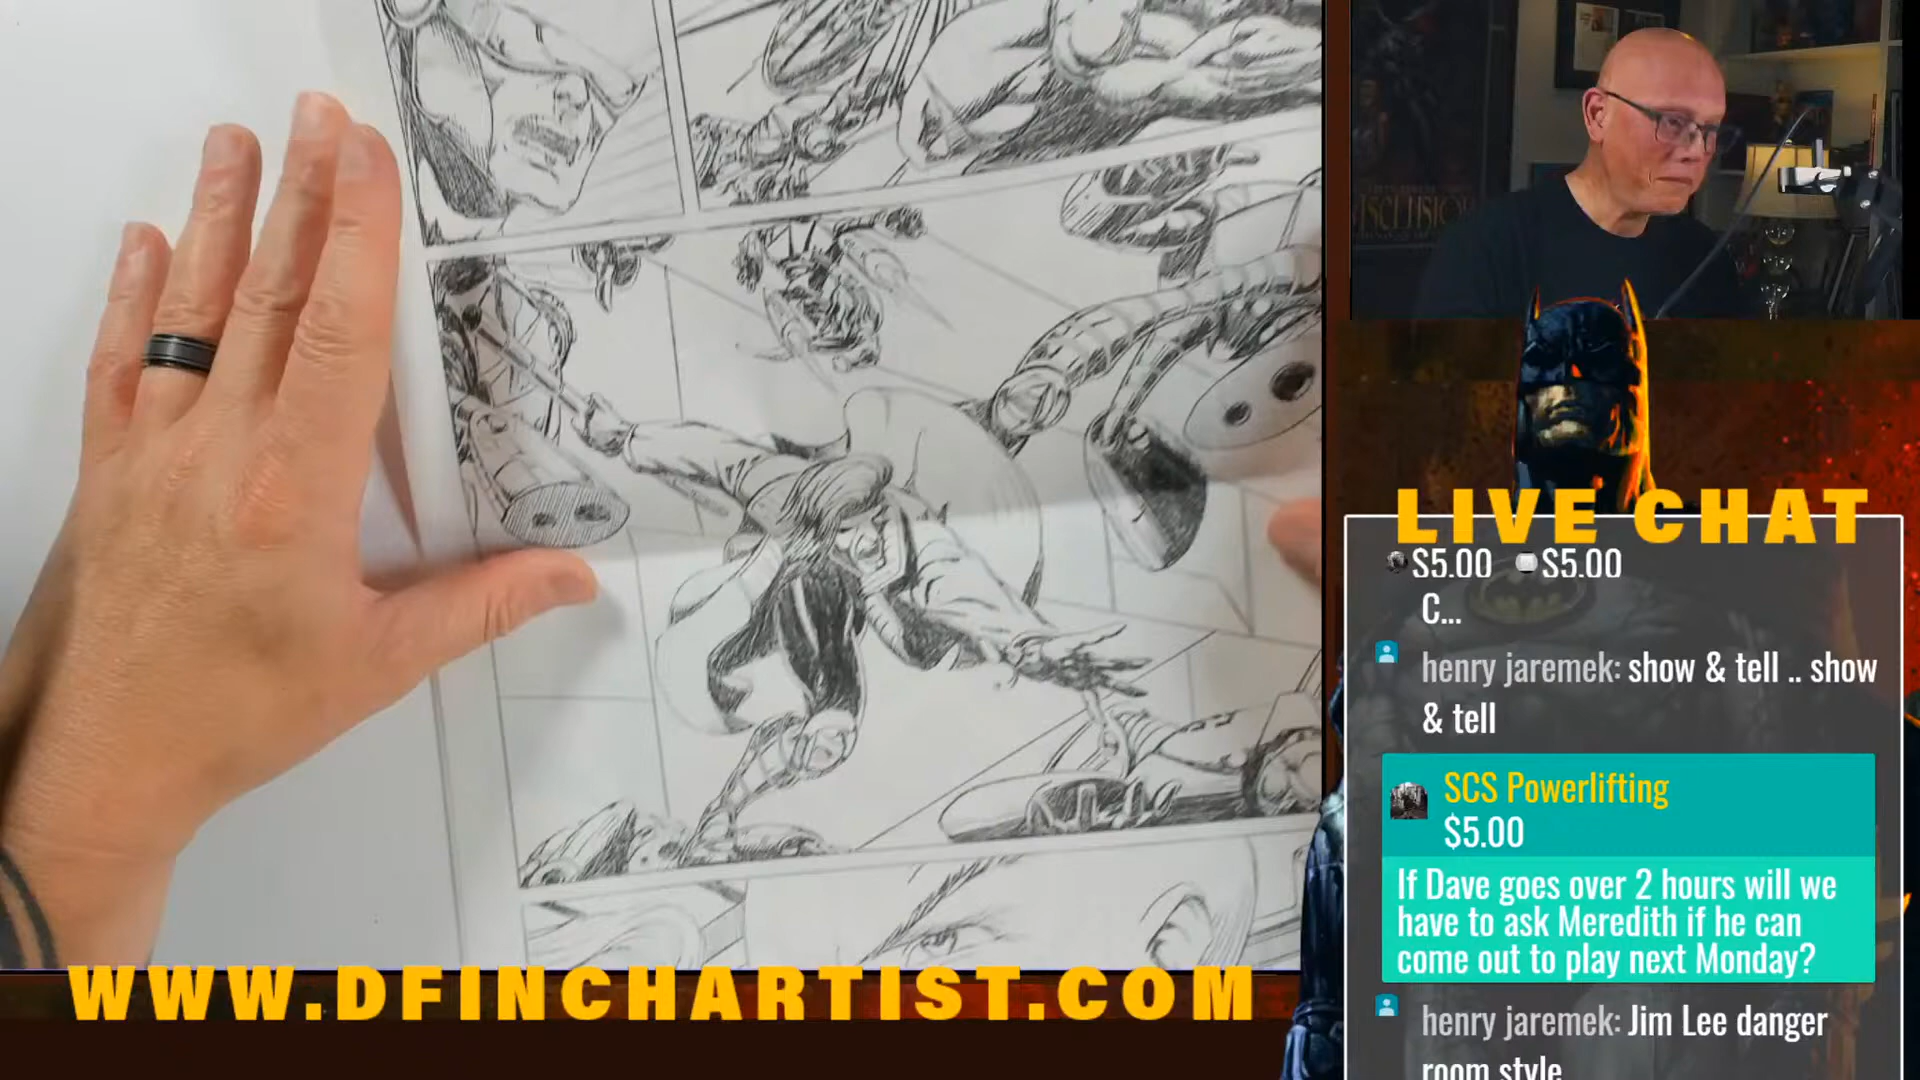 ASCENSION
LIVE CHAT
$5.00 $5.00
C...
henry jaremek: show & tell .. show
& tell
SCS Powerlifting
$5.00
If Dave goes over 2 hours will we
have to ask Meredith if he can
come out to play next Monday?
henry jaremek: Jim Lee danger
room style
WWW.DFINCHARTIST.COM